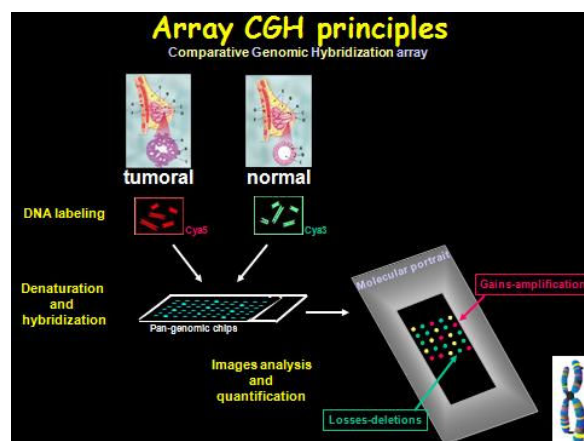 Array CGH principles
Comparative Genomic Hybridization array
tumoral
normal
DNA labeling
Cya5
Cya3
Denaturation
and
hybridization
Pan-genomic chips
Molecular portrait
Gains-amplification
Images analysis
and
quantification
Losses-deletions